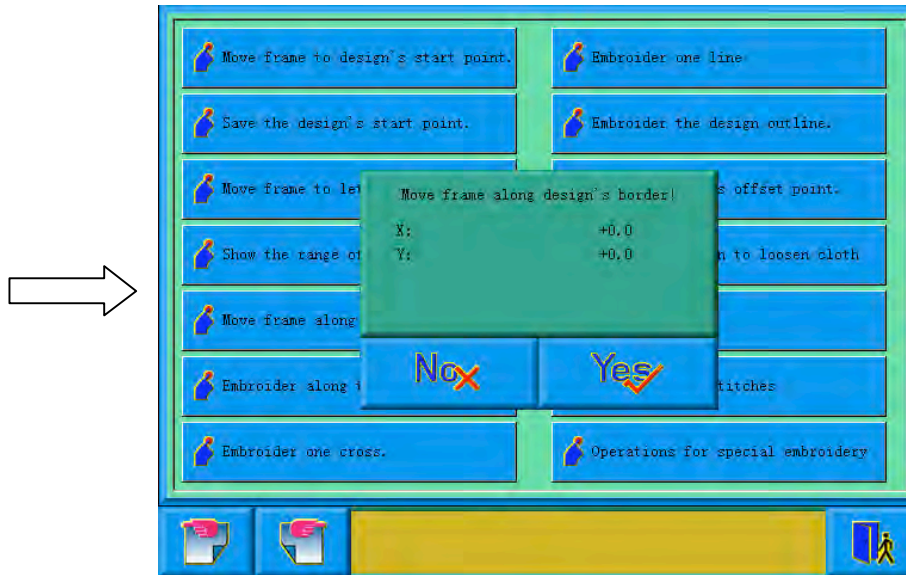 Move frame to design's start point.
Embroider one line
Save the design's start point.
Embroider the design outline.
Move frame to let
s offset point.
Show the range of
n to loosen cloth
Move frame along
Embroider along
titches
Embroider one cross.
Operations for special embroidery
Move frame along design's border!
X: +0.0
Y: +0.0
No
Yes